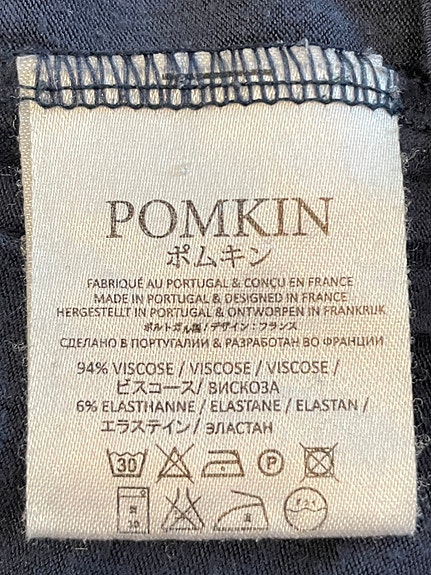 POMKIN
ポムキン
FABRIQUÉ AU PORTUGAL & CONÇU EN FRANCE
MADE IN PORTUGAL & DESIGNED IN FRANCE
HERGESTELLT IN PORTUGAL & ONTWORPEN IN FRANKRIJK
ポルトガル製 / デザイン：フランス
СДЕЛАНО В ПОРТУГАЛИИ & РАЗРАБОТАН ВО ФРАНЦИИ
94% VISCOSE / VISCOSE / VISCOSE /
ビスコース/ ВИСКОЗА
6% ELASTHANNE / ELASTANE / ELASTAN /
エラステイン/ ЭЛАСТАН
30 P
30